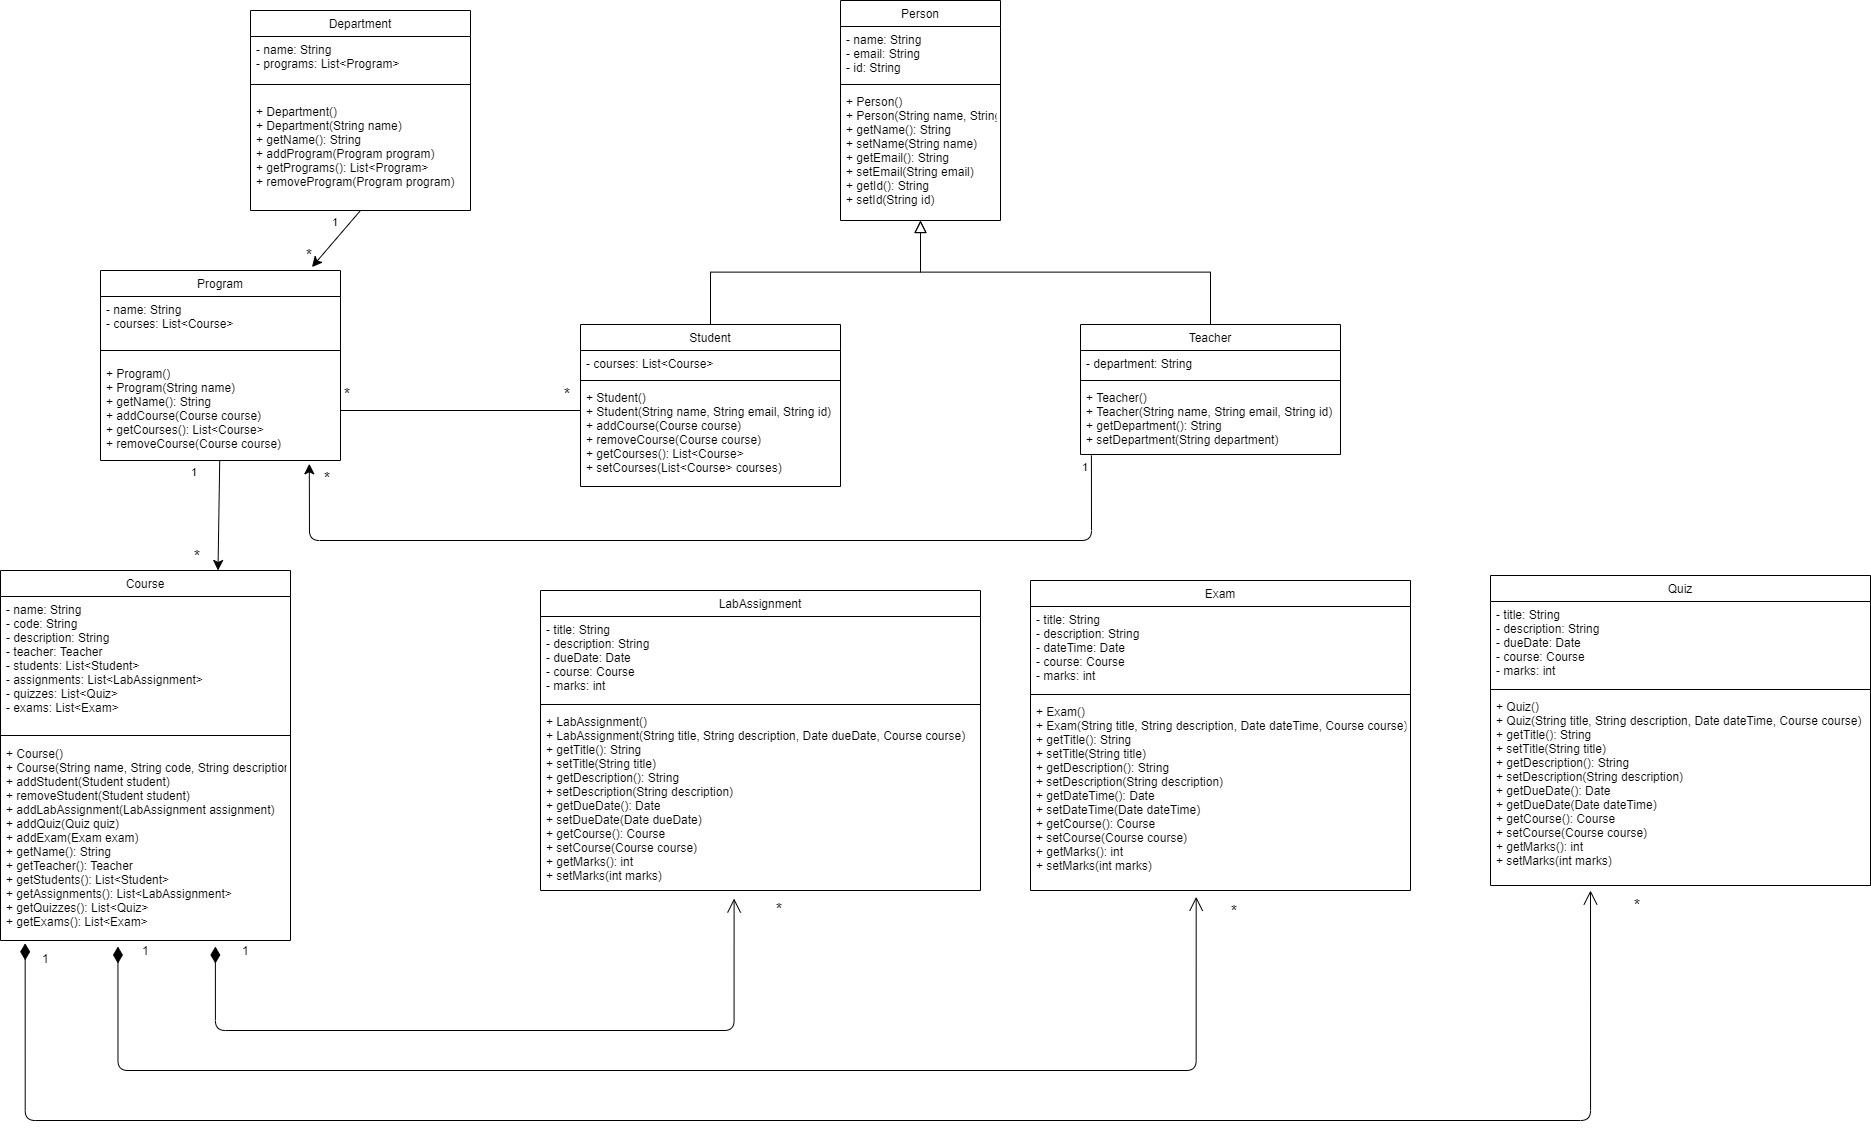 Department
- name: String
- programs: List<Program>
+ Department()
+ Department(String name)
+ getName(): String
+ addProgram(Program program)
+ getPrograms(): List<Program>
+ removeProgram(Program program)
1
*
Person
- name: String
- email: String
- id: String
+ Person()
+ Person(String name, String
+ getName(): String
+ setName(String name)
+ getEmail(): String
+ setEmail(String email)
+ getId(): String
+ setId(String id)
Program
- name: String
- courses: List<Course>
+ Program()
+ Program(String name)
+ getName(): String
+ addCourse(Course course)
+ getCourses(): List<Course>
+ removeCourse(Course course)
*
*
1
*
*
Student
- courses: List<Course>
+ Student()
+ Student(String name, String email, String id)
+ addCourse(Course course)
+ removeCourse(Course course)
+ getCourses(): List<Course>
+ setCourses(List<Course> courses)
Teacher
- department: String
+ Teacher()
+ Teacher(String name, String email, String id)
+ getDepartment(): String
+ setDepartment(String department)
1
Course
- name: String
- code: String
- description: String
- teacher: Teacher
- students: List<Student>
- assignments: List<LabAssignment>
- quizzes: List<Quiz>
- exams: List<Exam>
+ Course()
+ Course(String name, String code, String description
+ addStudent(Student student)
+ removeStudent(Student student)
+ addLabAssignment(LabAssignment assignment)
+ addQuiz(Quiz quiz)
+ addExam(Exam exam)
+ getName(): String
+ getTeacher(): Teacher
+ getStudents(): List<Student>
+ getAssignments(): List<LabAssignment>
+ getQuizzes(): List<Quiz>
+ getExams(): List<Exam>
1
1
1
LabAssignment
- title: String
- description: String
- dueDate: Date
- course: Course
- marks: int
+ LabAssignment()
+ LabAssignment(String title, String description, Date dueDate, Course course)
+ getTitle(): String
+ setTitle(String title)
+ getDescription(): String
+ setDescription(String description)
+ getDueDate(): Date
+ setDueDate(Date dueDate)
+ getCourse(): Course
+ setCourse(Course course)
+ getMarks(): int
+ setMarks(int marks)
*
Exam
- title: String
- description: String
- dateTime: Date
- course: Course
- marks: int
+ Exam()
+ Exam(String title, String description, Date dateTime, Course course)
+ getTitle(): String
+ setTitle(String title)
+ getDescription(): String
+ setDescription(String description)
+ getDateTime(): Date
+ setDateTime(Date dateTime)
+ getCourse(): Course
+ setCourse(Course course)
+ getMarks(): int
+ setMarks(int marks)
*
Quiz
- title: String
- description: String
- dueDate: Date
- course: Course
- marks: int
+ Quiz()
+ Quiz(String title, String description, Date dateTime, Course course)
+ getTitle(): String
+ setTitle(String title)
+ getDescription(): String
+ setDescription(String description)
+ getDueDate(): Date
+ getDueDate(Date dateTime)
+ getCourse(): Course
+ setCourse(Course course)
+ getMarks(): int
+ setMarks(int marks)
*